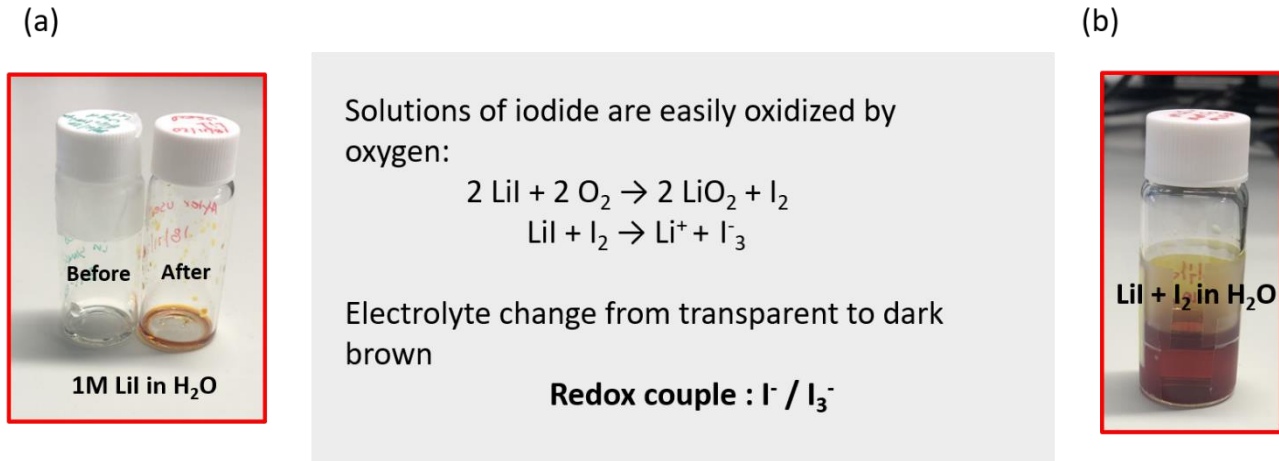 (a)
(b)
Before
After
1M LiI in H₂O
Solutions of iodide are easily oxidized by
oxygen:
2 LiI + 2 O₂ → 2 LiO₂ + I₂
LiI + I₂ → Li⁺ + I⁻₃
Electrolyte change from transparent to dark
brown
Redox couple : I⁻ / I₃⁻
LiI + I₂ in H₂O
After used